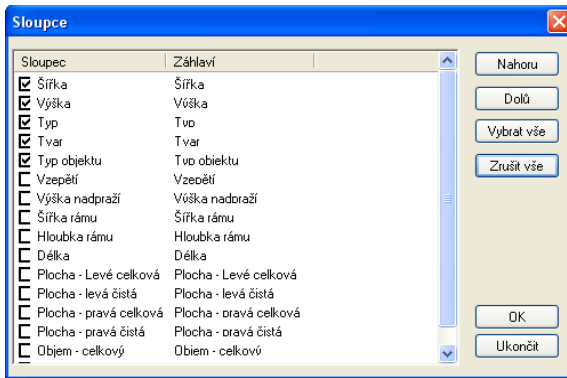 Sloupce
Sloupec Záhlaví
Šířka Šířka
Výška Výška
Typ Typ
Tvar Tvar
Typ objektu Typ objektu
Vzepětí Vzepětí
Výška nadpraží Výška nadpraží
Šířka rámu Šířka rámu
Hloubka rámu Hloubka rámu
Délka Délka
Plocha - Levé celková Plocha - Levé celková
Plocha - levá čistá Plocha - levá čistá
Plocha - pravá celková Plocha - pravá celková
Plocha - pravá čistá Plocha - pravá čistá
Objem - celkový Objem - celkový
Nahoru
Dolů
Vybrat vše
Zrušit vše
OK
Ukončit